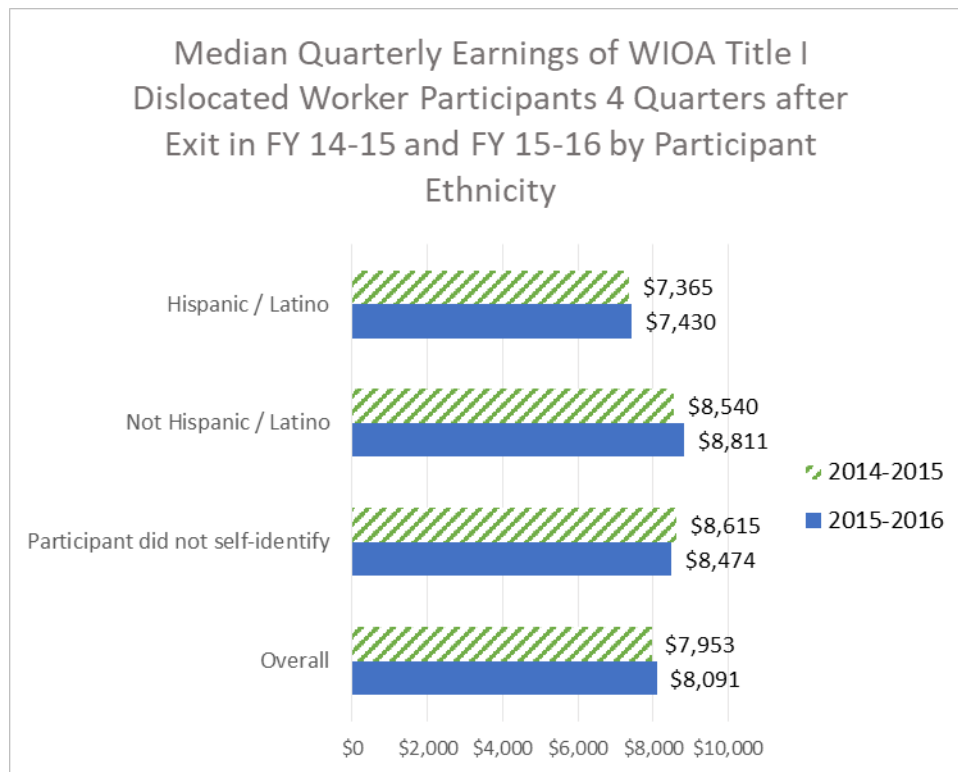 Median Quarterly Earnings of WIOA Title I
Dislocated Worker Participants 4 Quarters after
Exit in FY 14-15 and FY 15-16 by Participant
Ethnicity
Hispanic / Latino
$7,365
$7,430
Not Hispanic / Latino
$8,540
$8,811
Participant did not self-identify
$8,615
$8,474
Overall
$7,953
$8,091
2014-2015
2015-2016
$0 $2,000 $4,000 $6,000 $8,000 $10,000